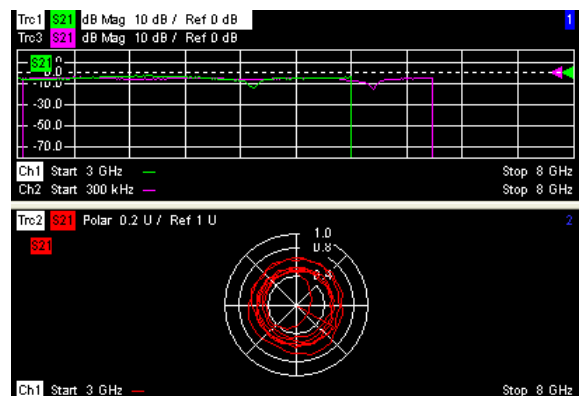 Trc1 S21 dB Mag 10 dB / Ref 0 dB 1
Trc3 S21 dB Mag 10 dB / Ref 0 dB
S21
0.0
-10.0
-30.0
-50.0
-70.0
Ch1 Start 3 GHz — Stop 8 GHz
Ch2 Start 300 kHz — Stop 8 GHz
Trc2 S21 Polar 0.2 U / Ref 1 U 2
S21
1.0
0.8
0.4
Ch1 Start 3 GHz — Stop 8 GHz